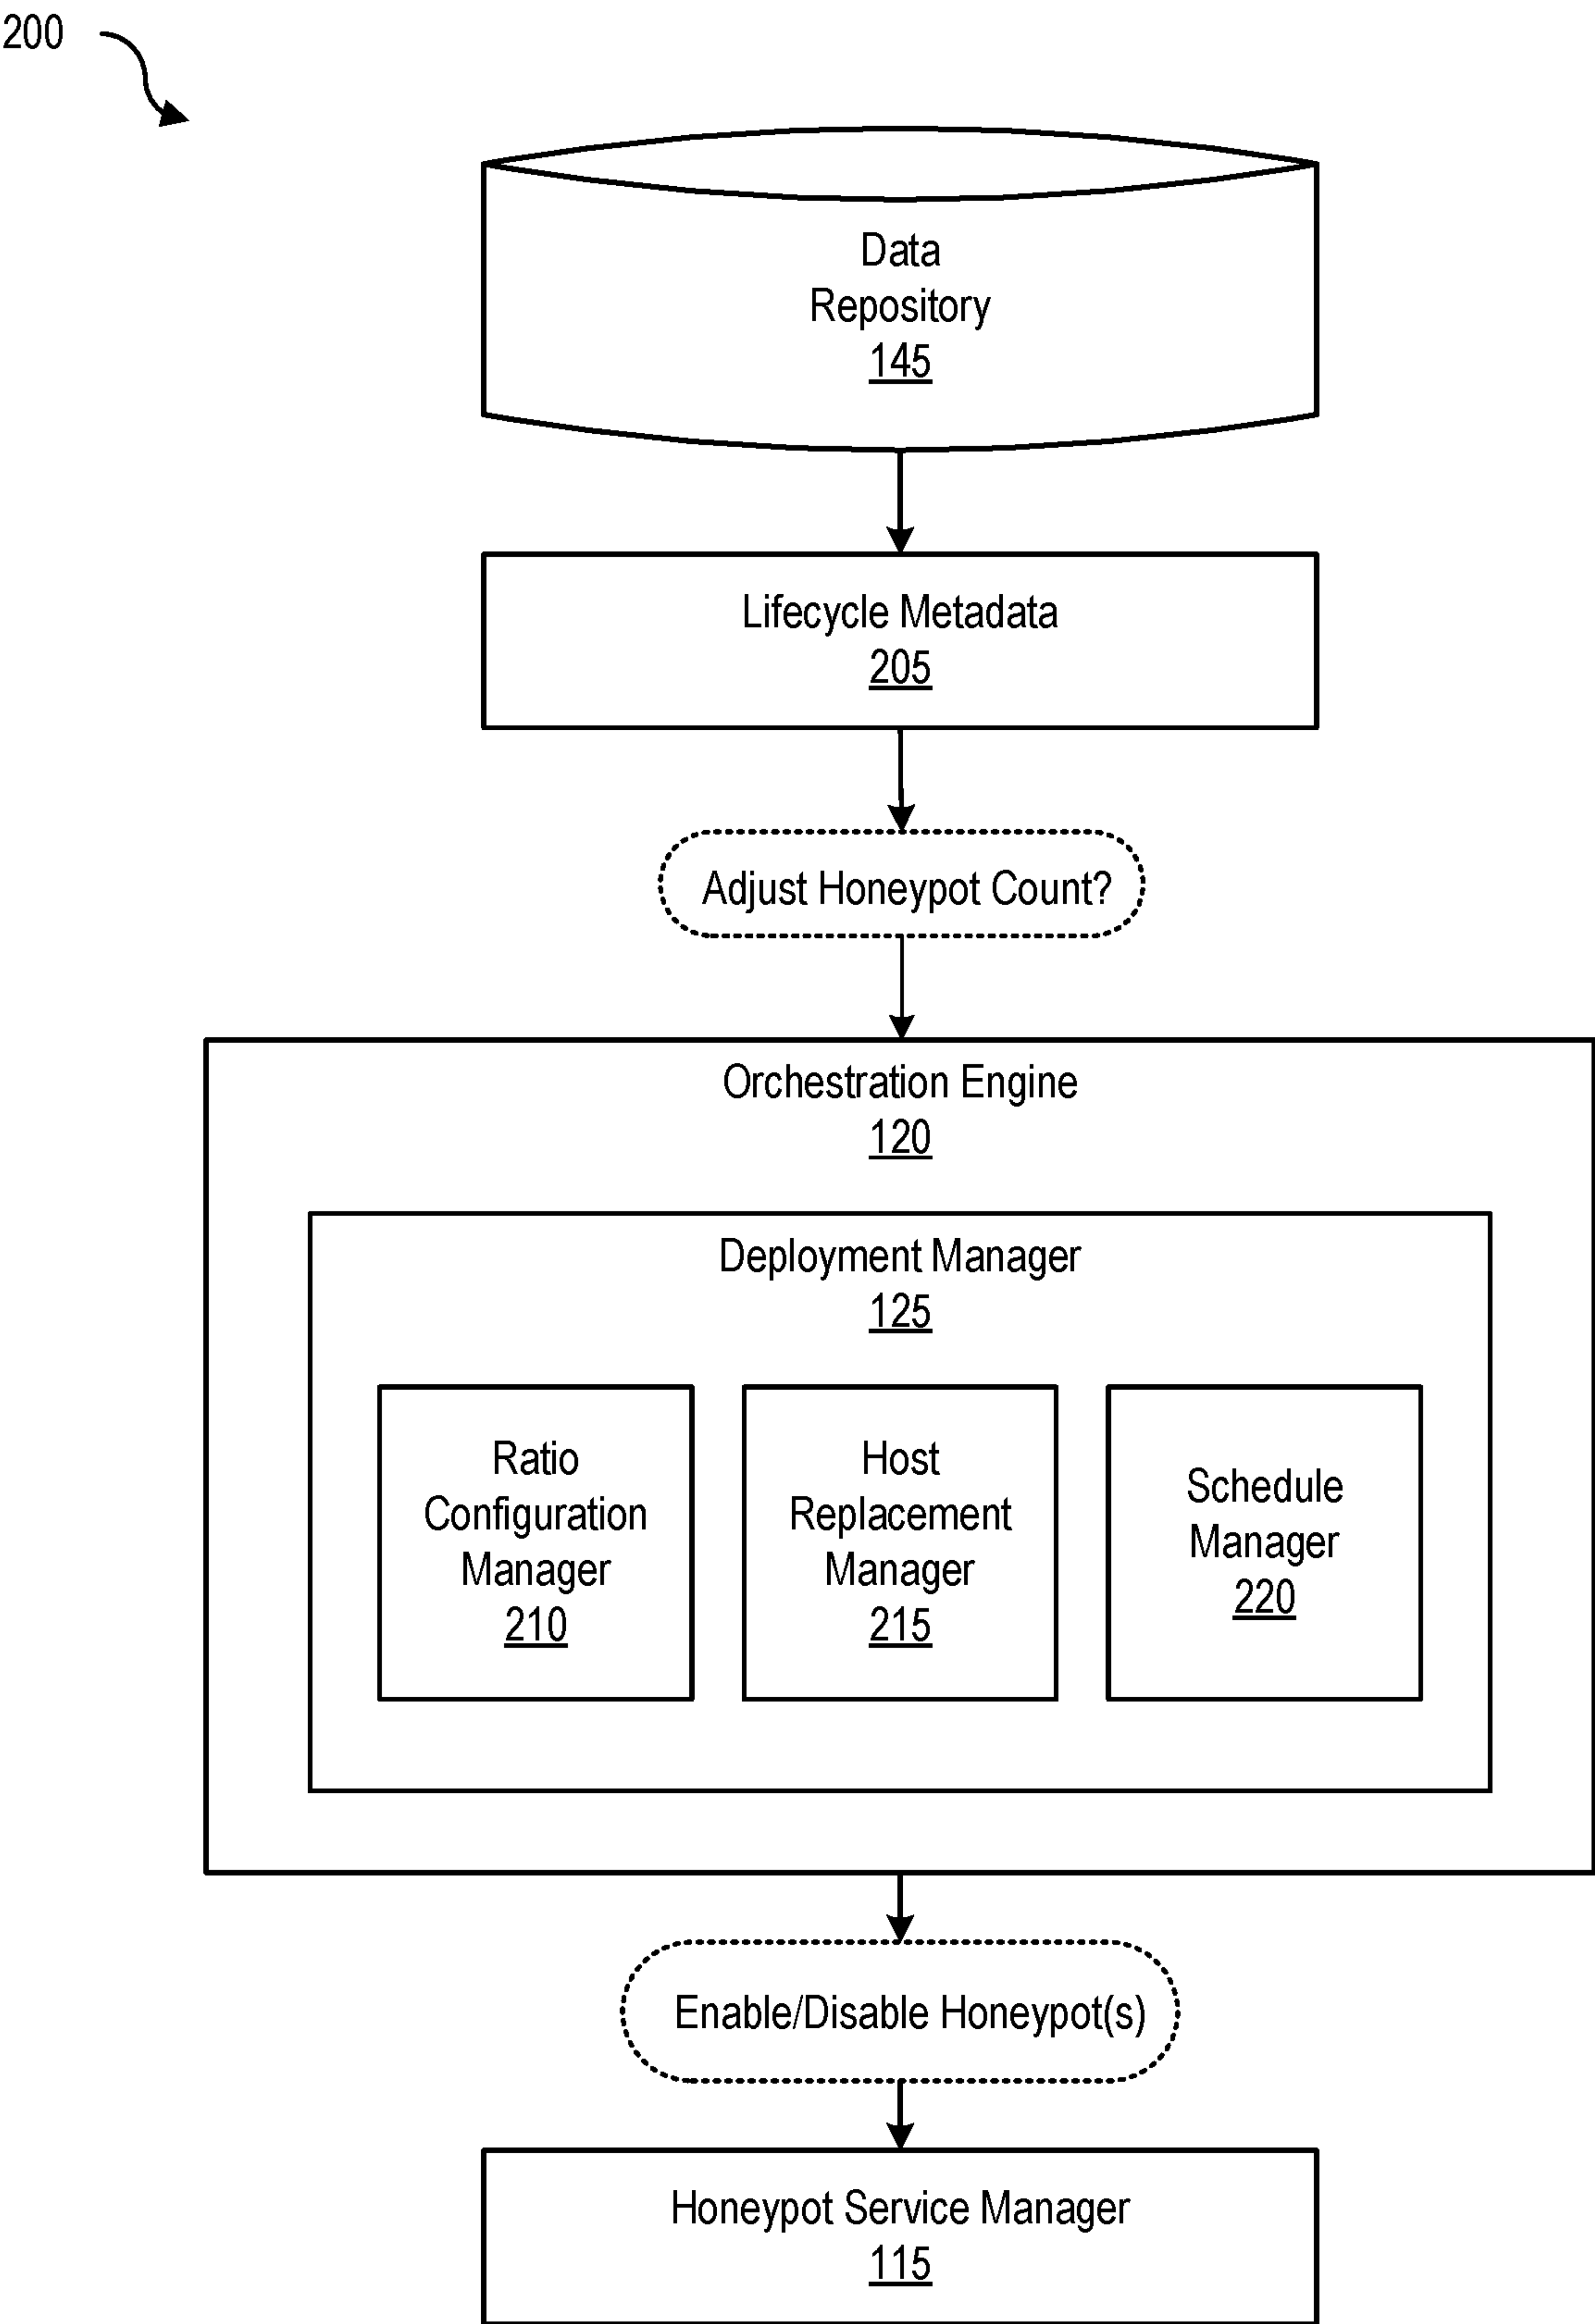 200
Data
Repository
145
Lifecycle Metadata
205
Adjust Honeypot Count?
Orchestration Engine
120
Deployment Manager
125
Ratio
Configuration
Manager
210
Host
Replacement
Manager
215
Schedule
Manager
220
Enable/Disable Honeypot(s)
Honeypot Service Manager
115